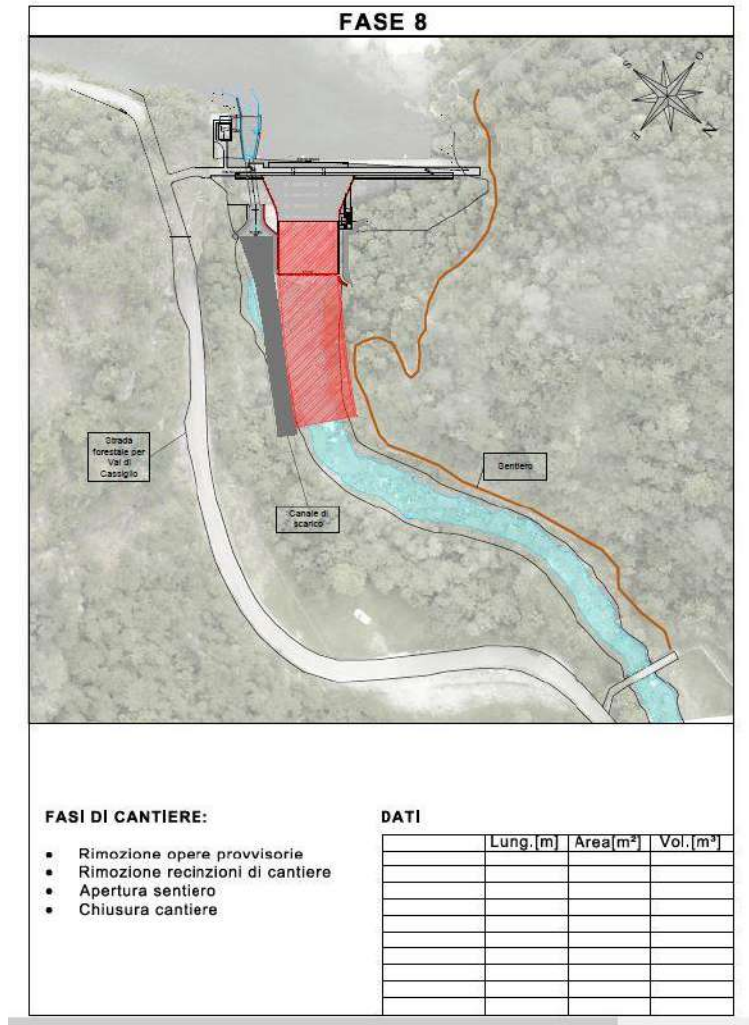 FASE 8
S
O
E
N
Strada
forestale per
Val di
Cassiglio
Sentiero
Canale di
scarico
FASI DI CANTIERE:
• Rimozione opere provvisorie
• Rimozione recinzioni di cantiere
• Apertura sentiero
• Chiusura cantiere
DATI
Lung.[m] Area[m²] Vol.[m³]